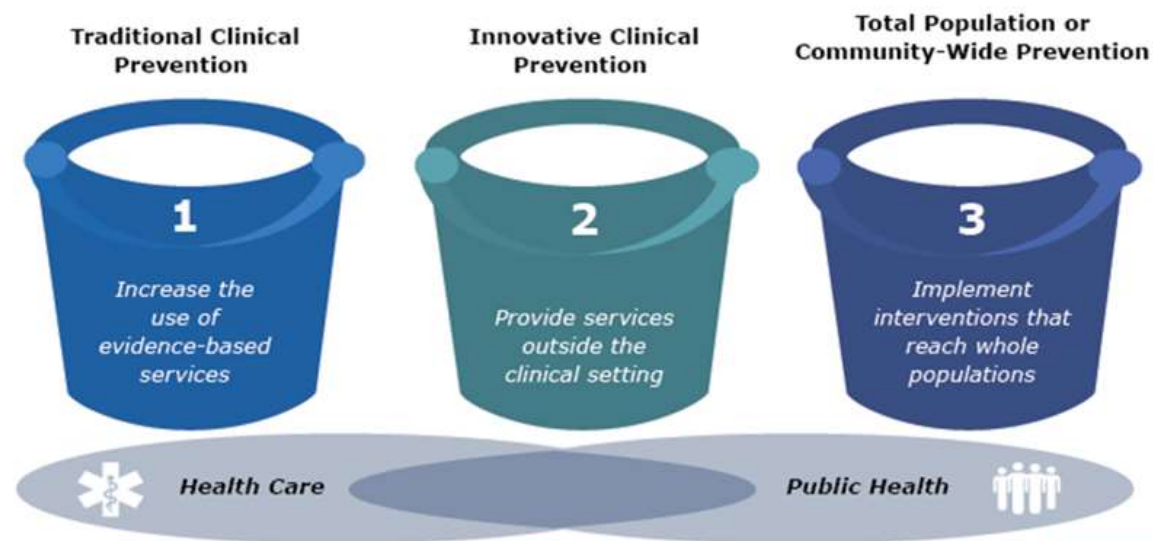 Traditional Clinical
Prevention
Innovative Clinical
Prevention
Total Population or
Community-Wide Prevention
1
Increase the
use of
evidence-based
services
2
Provide services
outside the
clinical setting
3
Implement
interventions that
reach whole
populations
Health Care
Public Health